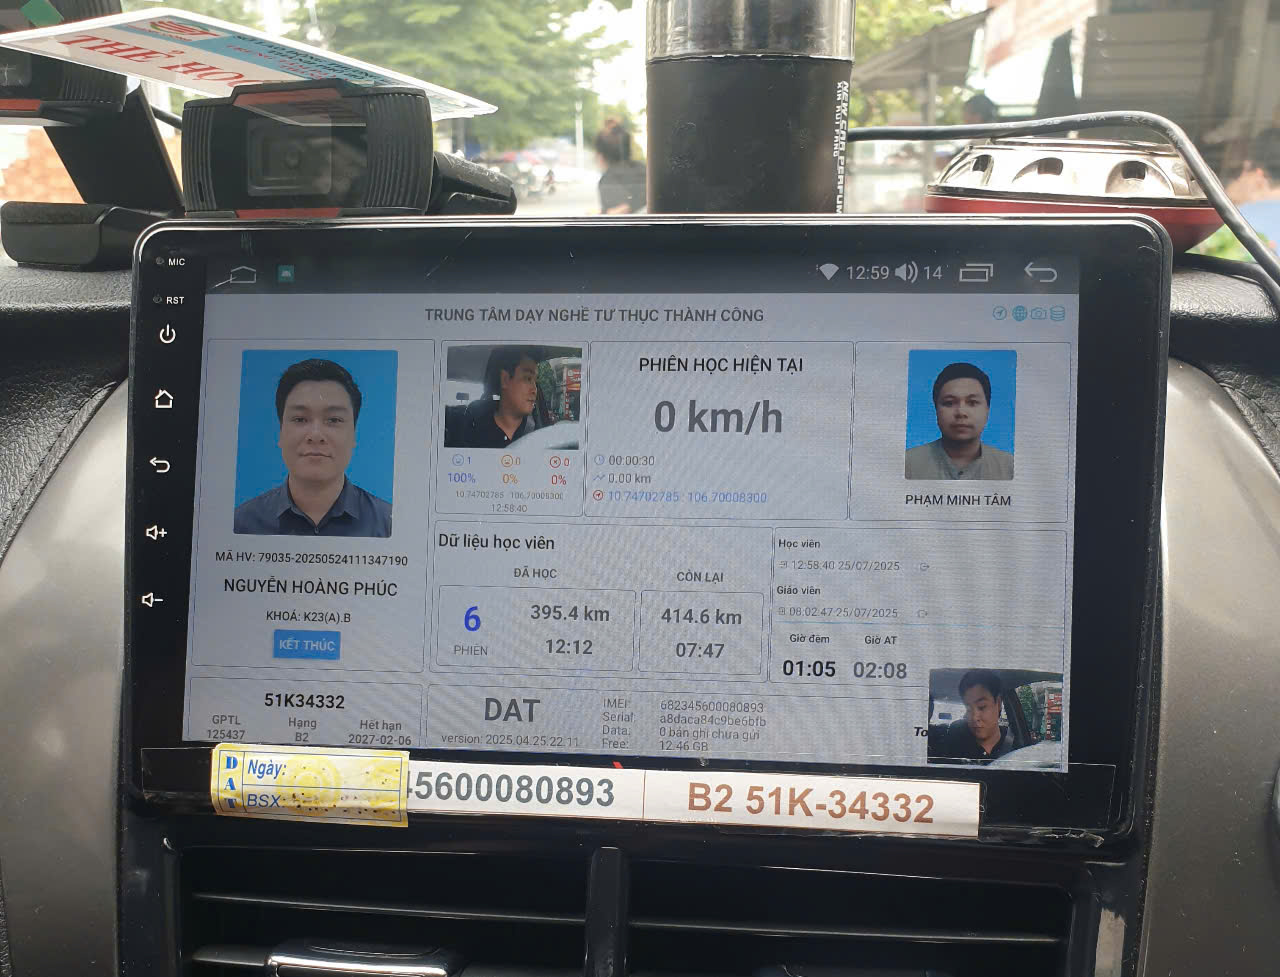 THẺ HỌ
NEW CAR PERFUM
MIC
RST
12:59
14
TRUNG TÂM DẠY NGHỀ TƯ THỤC THÀNH CÔNG
MÃ HV: 79035-20250524111347190
NGUYỄN HOÀNG PHÚC
KHOÁ: K23(A).B
KẾT THÚC
1 0 0
100% 0% 0%
10.74702785 : 106.70008300
12:58:40
PHIÊN HỌC HIỆN TẠI
0 km/h
00:00:30
0.00 km
10.74702785 : 106.70008300
PHẠM MINH TÂM
Dữ liệu học viên
ĐÃ HỌC
CÒN LẠI
6
PHIÊN
395.4 km
12:12
414.6 km
07:47
Học viên
12:58:40 25/07/2025
Giáo viên
08:02:47 25/07/2025
Giờ đêm Giờ AT
01:05 02:08
51K34332
GPTL Hạng Hết hạn
125437 B2 2027-02-06
DAT
version: 2025.04.25.22.11
IMEI: 682345600080893
Serial: a8daca84c9be6bfb
Data: 0 bản ghi chưa gửi
Free: 12.46 GB
To
DAT
Ngày:
BSX:
45600080893
B2 51K-34332